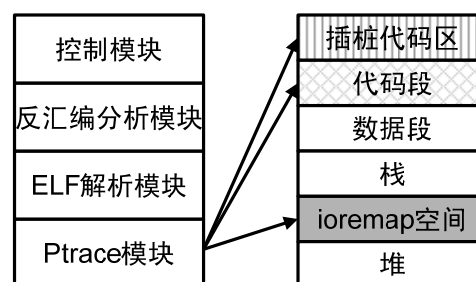 控制模块
反汇编分析模块
ELF解析模块
Ptrace模块
插桩代码区
代码段
数据段
栈
ioremap空间
堆